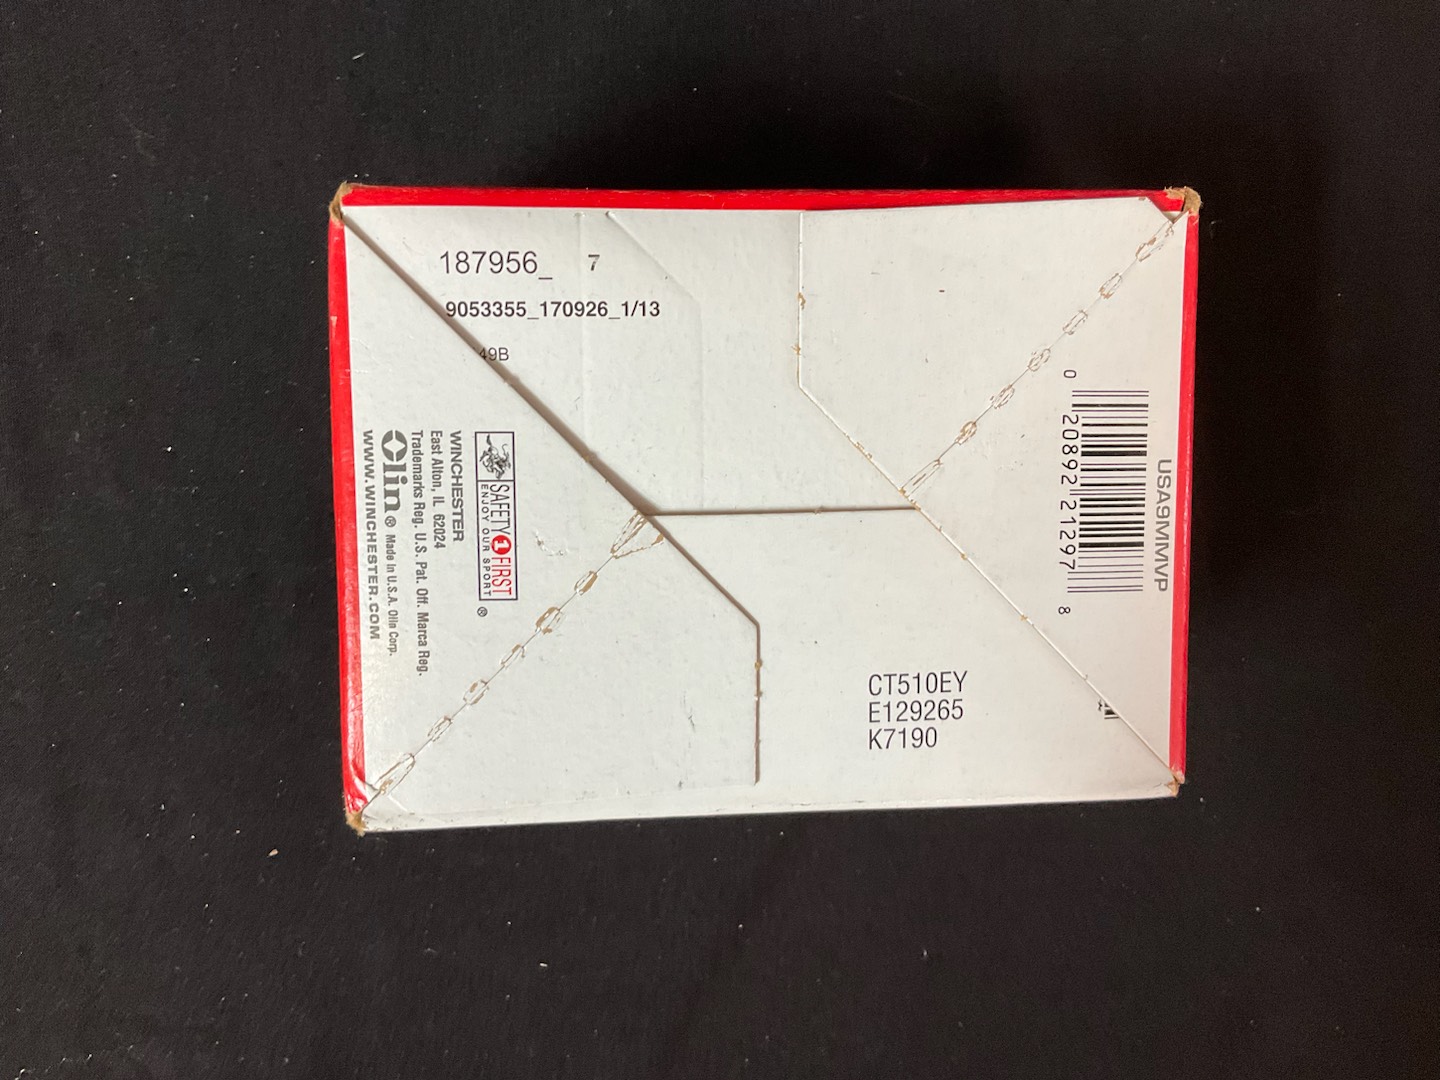 187956_ 7
9053355_170926_1/13
49B
SAFETY 1 FIRST
ENJOY OUR SPORT
®
WINCHESTER
East Alton, IL 62024
Trademarks Reg. U.S. Pat. Off. Marca Reg.
Olin® Made in U.S.A. Olin Corp.
WWW.WINCHESTER.COM
USA9MMVP
0 20892 21297 8
CT510EY
E129265
K7190